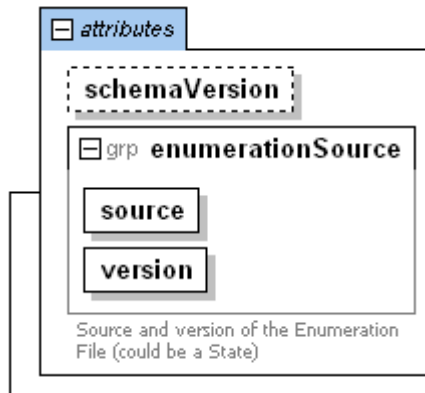 attributes
schemaVersion
grp enumerationSource
source
version
Source and version of the Enumeration
File (could be a State)